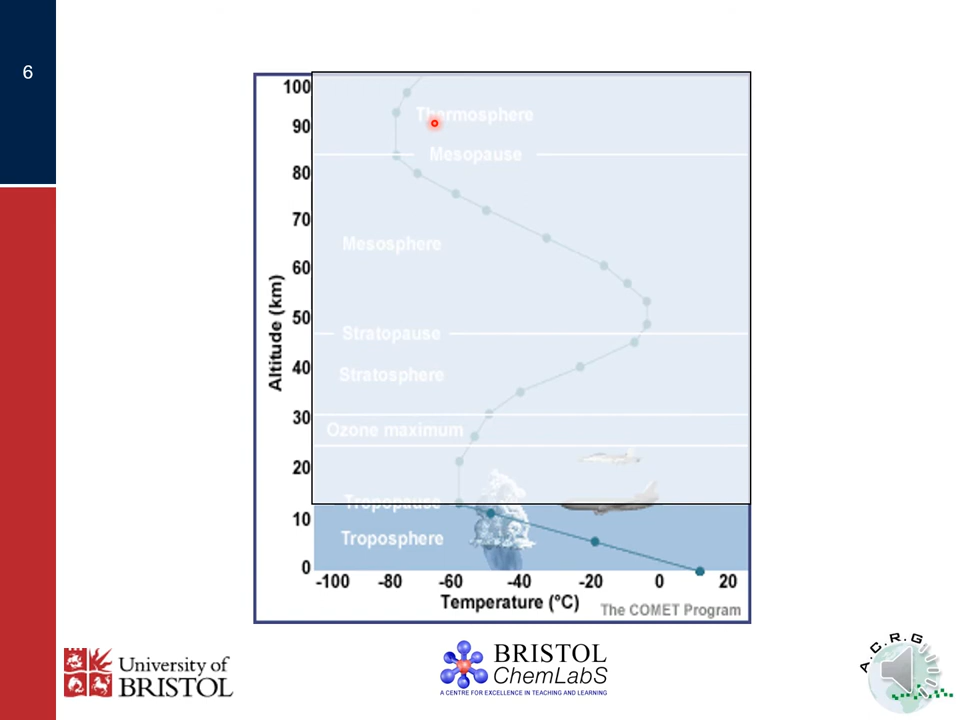 6
100
Thermosphere
90
Mesopause
80
70
Mesosphere
60
50
Stratopause
40
Stratosphere
30
Ozone maximum
20
Tropopause
10
Troposphere
0
Altitude (km)
-100 -80 -60 -40 -20 0 20
Temperature (°C)
The COMET Program
University of
BRISTOL
BRISTOL
ChemLabS
A CENTRE FOR EXCELLENCE IN TEACHING AND LEARNING
A.C.R.G